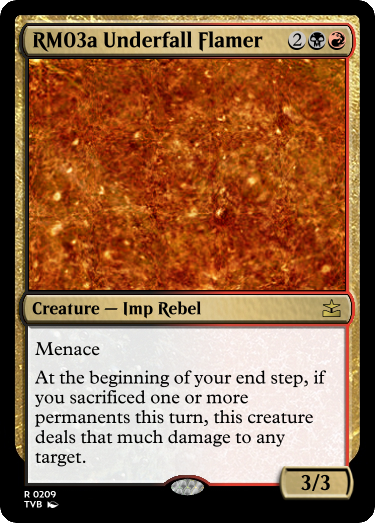 RM03a Underfall Flamer 2
Creature — Imp Rebel
Menace
At the beginning of your end step, if
you sacrificed one or more
permanents this turn, this creature
deals that much damage to any
target.
3/3
R 0209
TVB